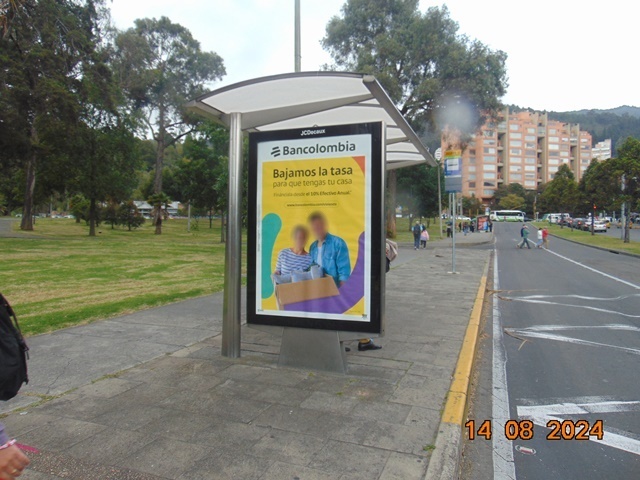 JCDecaux
Bancolombia
Bajamos la tasa
para que tengas tu casa
14 08 2024